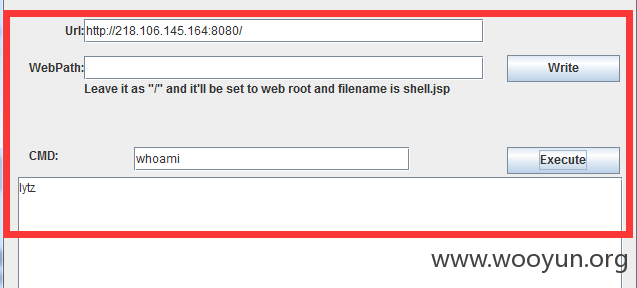 Url: http://218.106.145.164:8080/
WebPath: Write
Leave it as "/" and it'll be set to web root and filename is shell.jsp
CMD: whoami Execute
lytz
www.wooyun.org